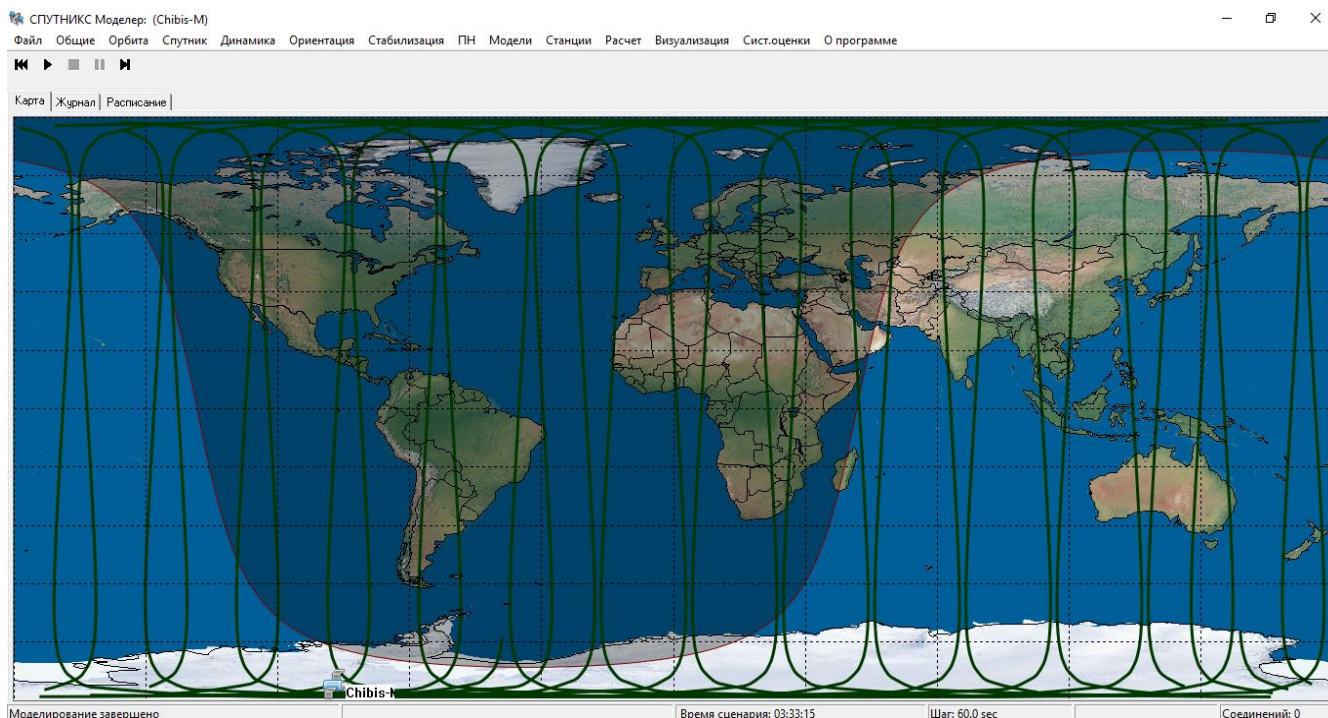 СПУТНИКС Моделер: (Chibis-M)
Файл Общие Орбита Спутник Динамика Ориентация Стабилизация ПН Модели Станции Расчет Визуализация Сист.оценки О программе
Карта Журнал Расписание
Chibis-M
Моделирование завершено Время сценария: 03:33:15 Шаг: 60.0 sec Соединений: 0